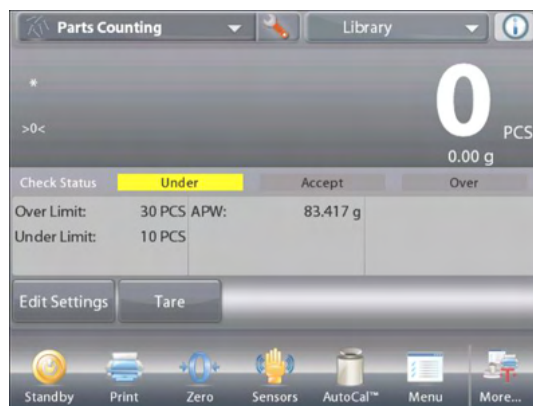 Parts Counting Library
*
>0<
0 PCS
0.00 g
Check Status Under Accept Over
Over Limit: 30 PCS APW: 83.417 g
Under Limit: 10 PCS
Edit Settings Tare
Standby Print Zero Sensors AutoCal™ Menu More...